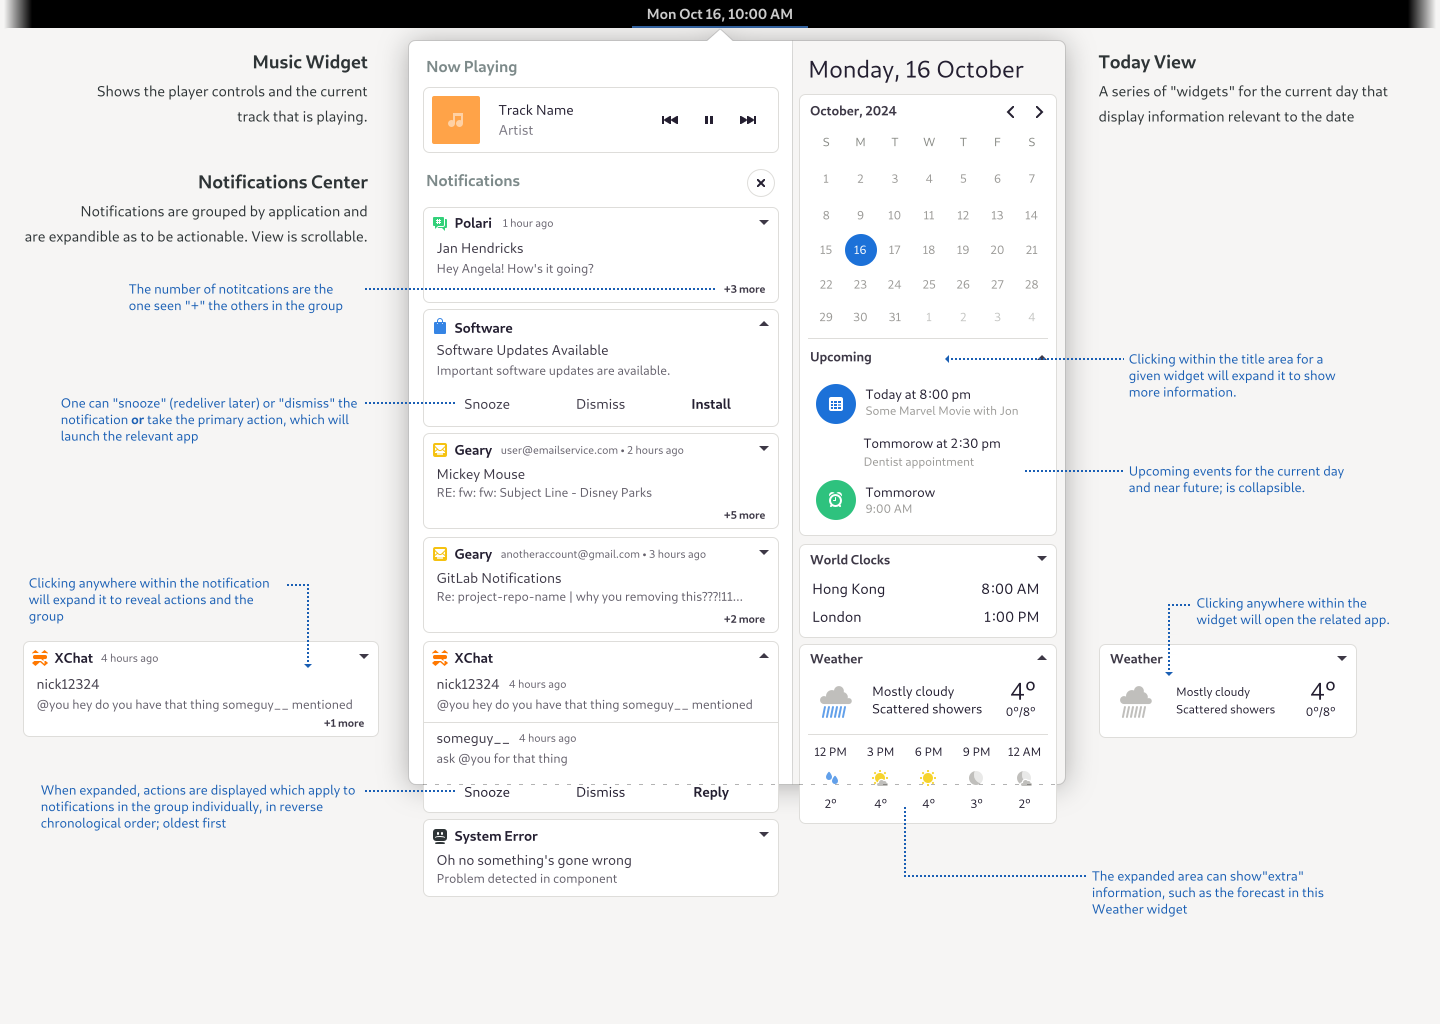 Mon Oct 16, 10:00 AM
Music Widget
Shows the player controls and the current
track that is playing.
Notifications Center
Notifications are grouped by application and
are expandible as to be actionable. View is scrollable.
The number of notitcations are the
one seen "+" the others in the group
One can "snooze" (redeliver later) or "dismiss" the
notification or take the primary action, which will
launch the relevant app
Clicking anywhere within the notification
will expand it to reveal actions and the
group
XChat 4 hours ago
nick12324
@you hey do you have that thing someguy__ mentioned
+1 more
When expanded, actions are displayed which apply to
notifications in the group individually, in reverse
chronological order; oldest first
Now Playing
Track Name
Artist
Notifications
Polari 1 hour ago
Jan Hendricks
Hey Angela! How's it going?
+3 more
Software
Software Updates Available
Important software updates are available.
Snooze Dismiss Install
Geary user@emailservice.com • 2 hours ago
Mickey Mouse
RE: fw: fw: Subject Line - Disney Parks
+5 more
Geary anotheraccount@gmail.com • 3 hours ago
GitLab Notifications
Re: project-repo-name | why you removing this???!11...
+2 more
XChat
nick12324 4 hours ago
@you hey do you have that thing someguy__ mentioned
someguy__ 4 hours ago
ask @you for that thing
Snooze Dismiss Reply
System Error
Oh no something's gone wrong
Problem detected in component
Monday, 16 October
October, 2024
S M T W T F S
1 2 3 4 5 6 7
8 9 10 11 12 13 14
15 16 17 18 19 20 21
22 23 24 25 26 27 28
29 30 31 1 2 3 4
Upcoming
Today at 8:00 pm
Some Marvel Movie with Jon
Tommorow at 2:30 pm
Dentist appointment
Tommorow
9:00 AM
World Clocks
Hong Kong 8:00 AM
London 1:00 PM
Weather
Mostly cloudy 4°
Scattered showers 0°/8°
12 PM 3 PM 6 PM 9 PM 12 AM
2° 4° 4° 3° 2°
Today View
A series of "widgets" for the current day that
display information relevant to the date
Clicking within the title area for a
given widget will expand it to show
more information.
Upcoming events for the current day
and near future; is collapsible.
Clicking anywhere within the
widget will open the related app.
Weather
Mostly cloudy 4°
Scattered showers 0°/8°
The expanded area can show"extra"
information, such as the forecast in this
Weather widget